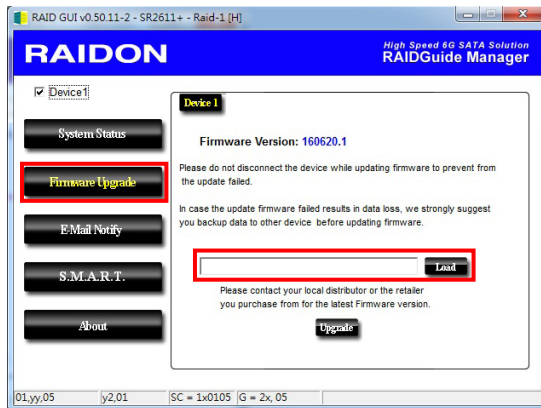 RAID GUI v0.50.11-2 - SR2611+ - Raid-1 [H]
RAIDON
High Speed 6G SATA Solution
RAIDGuide Manager
Device1
System Status
Firmware Upgrade
E-Mail Notify
S.M.A.R.T.
About
Device 1
Firmware Version: 160620.1
Please do not disconnect the device while updating firmware to prevent from
the update failed.
In case the update firmware failed results in data loss, we strongly suggest
you backup data to other device before updating firmware.
Load
Please contact your local distributor or the retailer
you purchase from for the latest Firmware version.
Upgrade
01,yy,05 y2,01 SC = 1x0105 G = 2x, 05